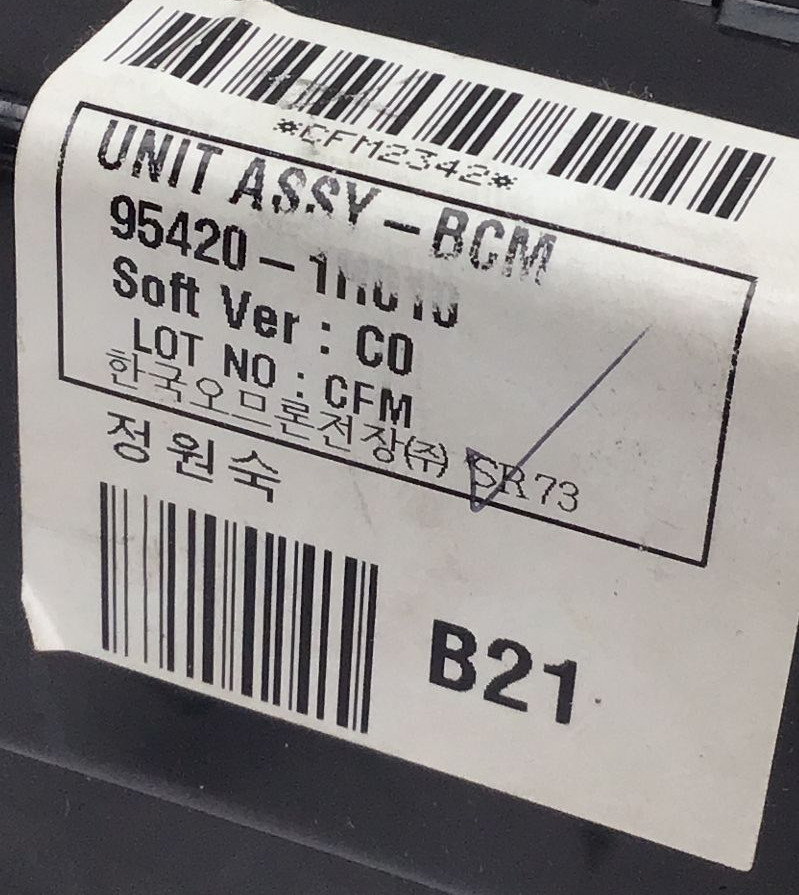 *CFM2342*
UNIT ASSY-BCM
95420-
Soft Ver : C0
LOT NO : CFM
한국오므론전장(주) SR73
정원숙
B21